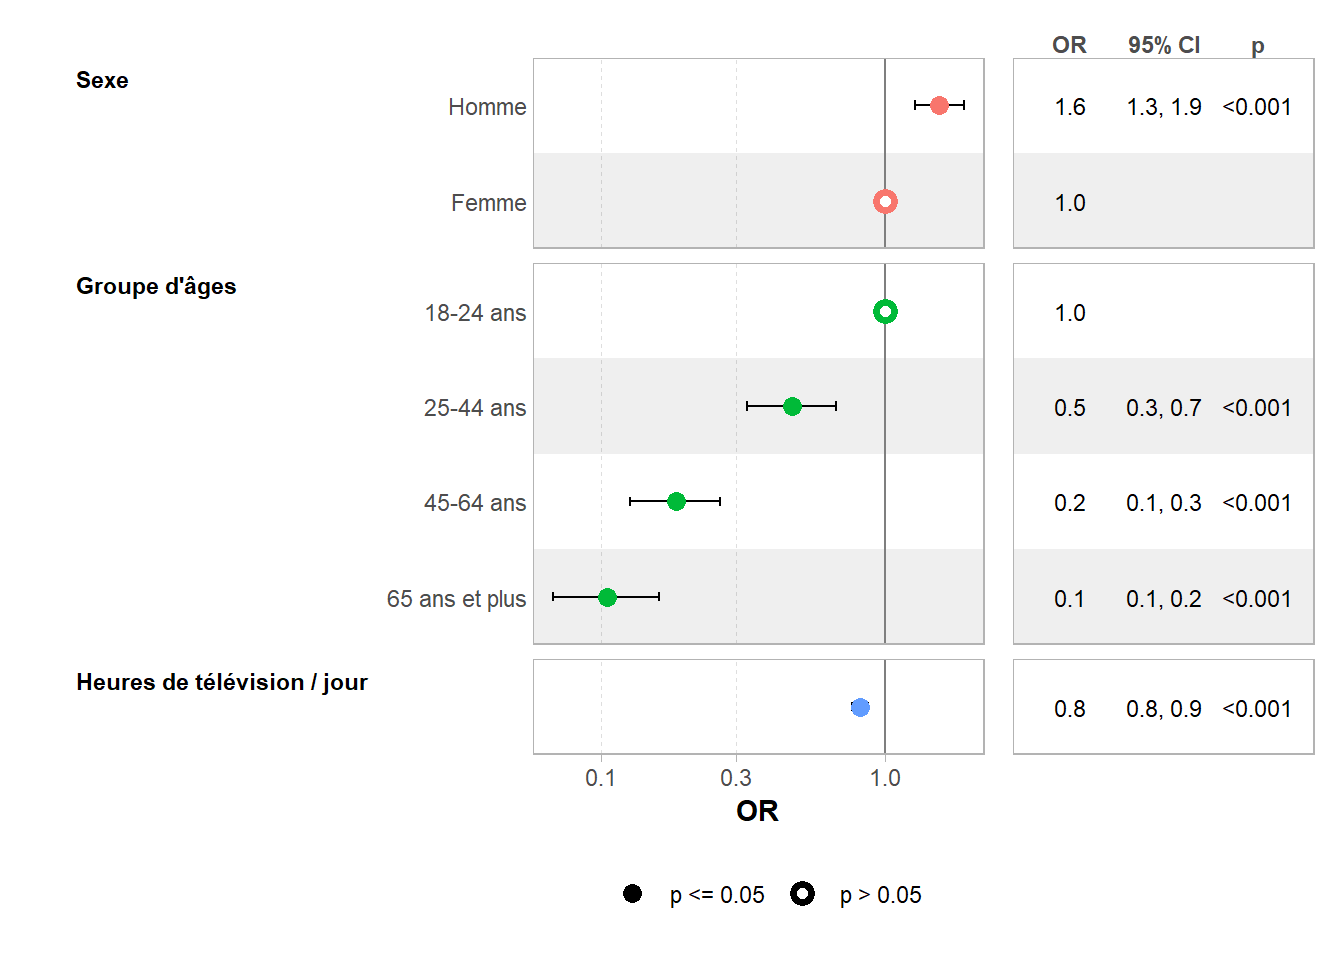 OR 95% CI p
Sexe
Homme 1.6 1.3, 1.9 <0.001
Femme 1.0
Groupe d'âges
18-24 ans 1.0
25-44 ans 0.5 0.3, 0.7 <0.001
45-64 ans 0.2 0.1, 0.3 <0.001
65 ans et plus 0.1 0.1, 0.2 <0.001
Heures de télévision / jour
0.8 0.8, 0.9 <0.001
0.1 0.3 1.0
OR
p <= 0.05 p > 0.05